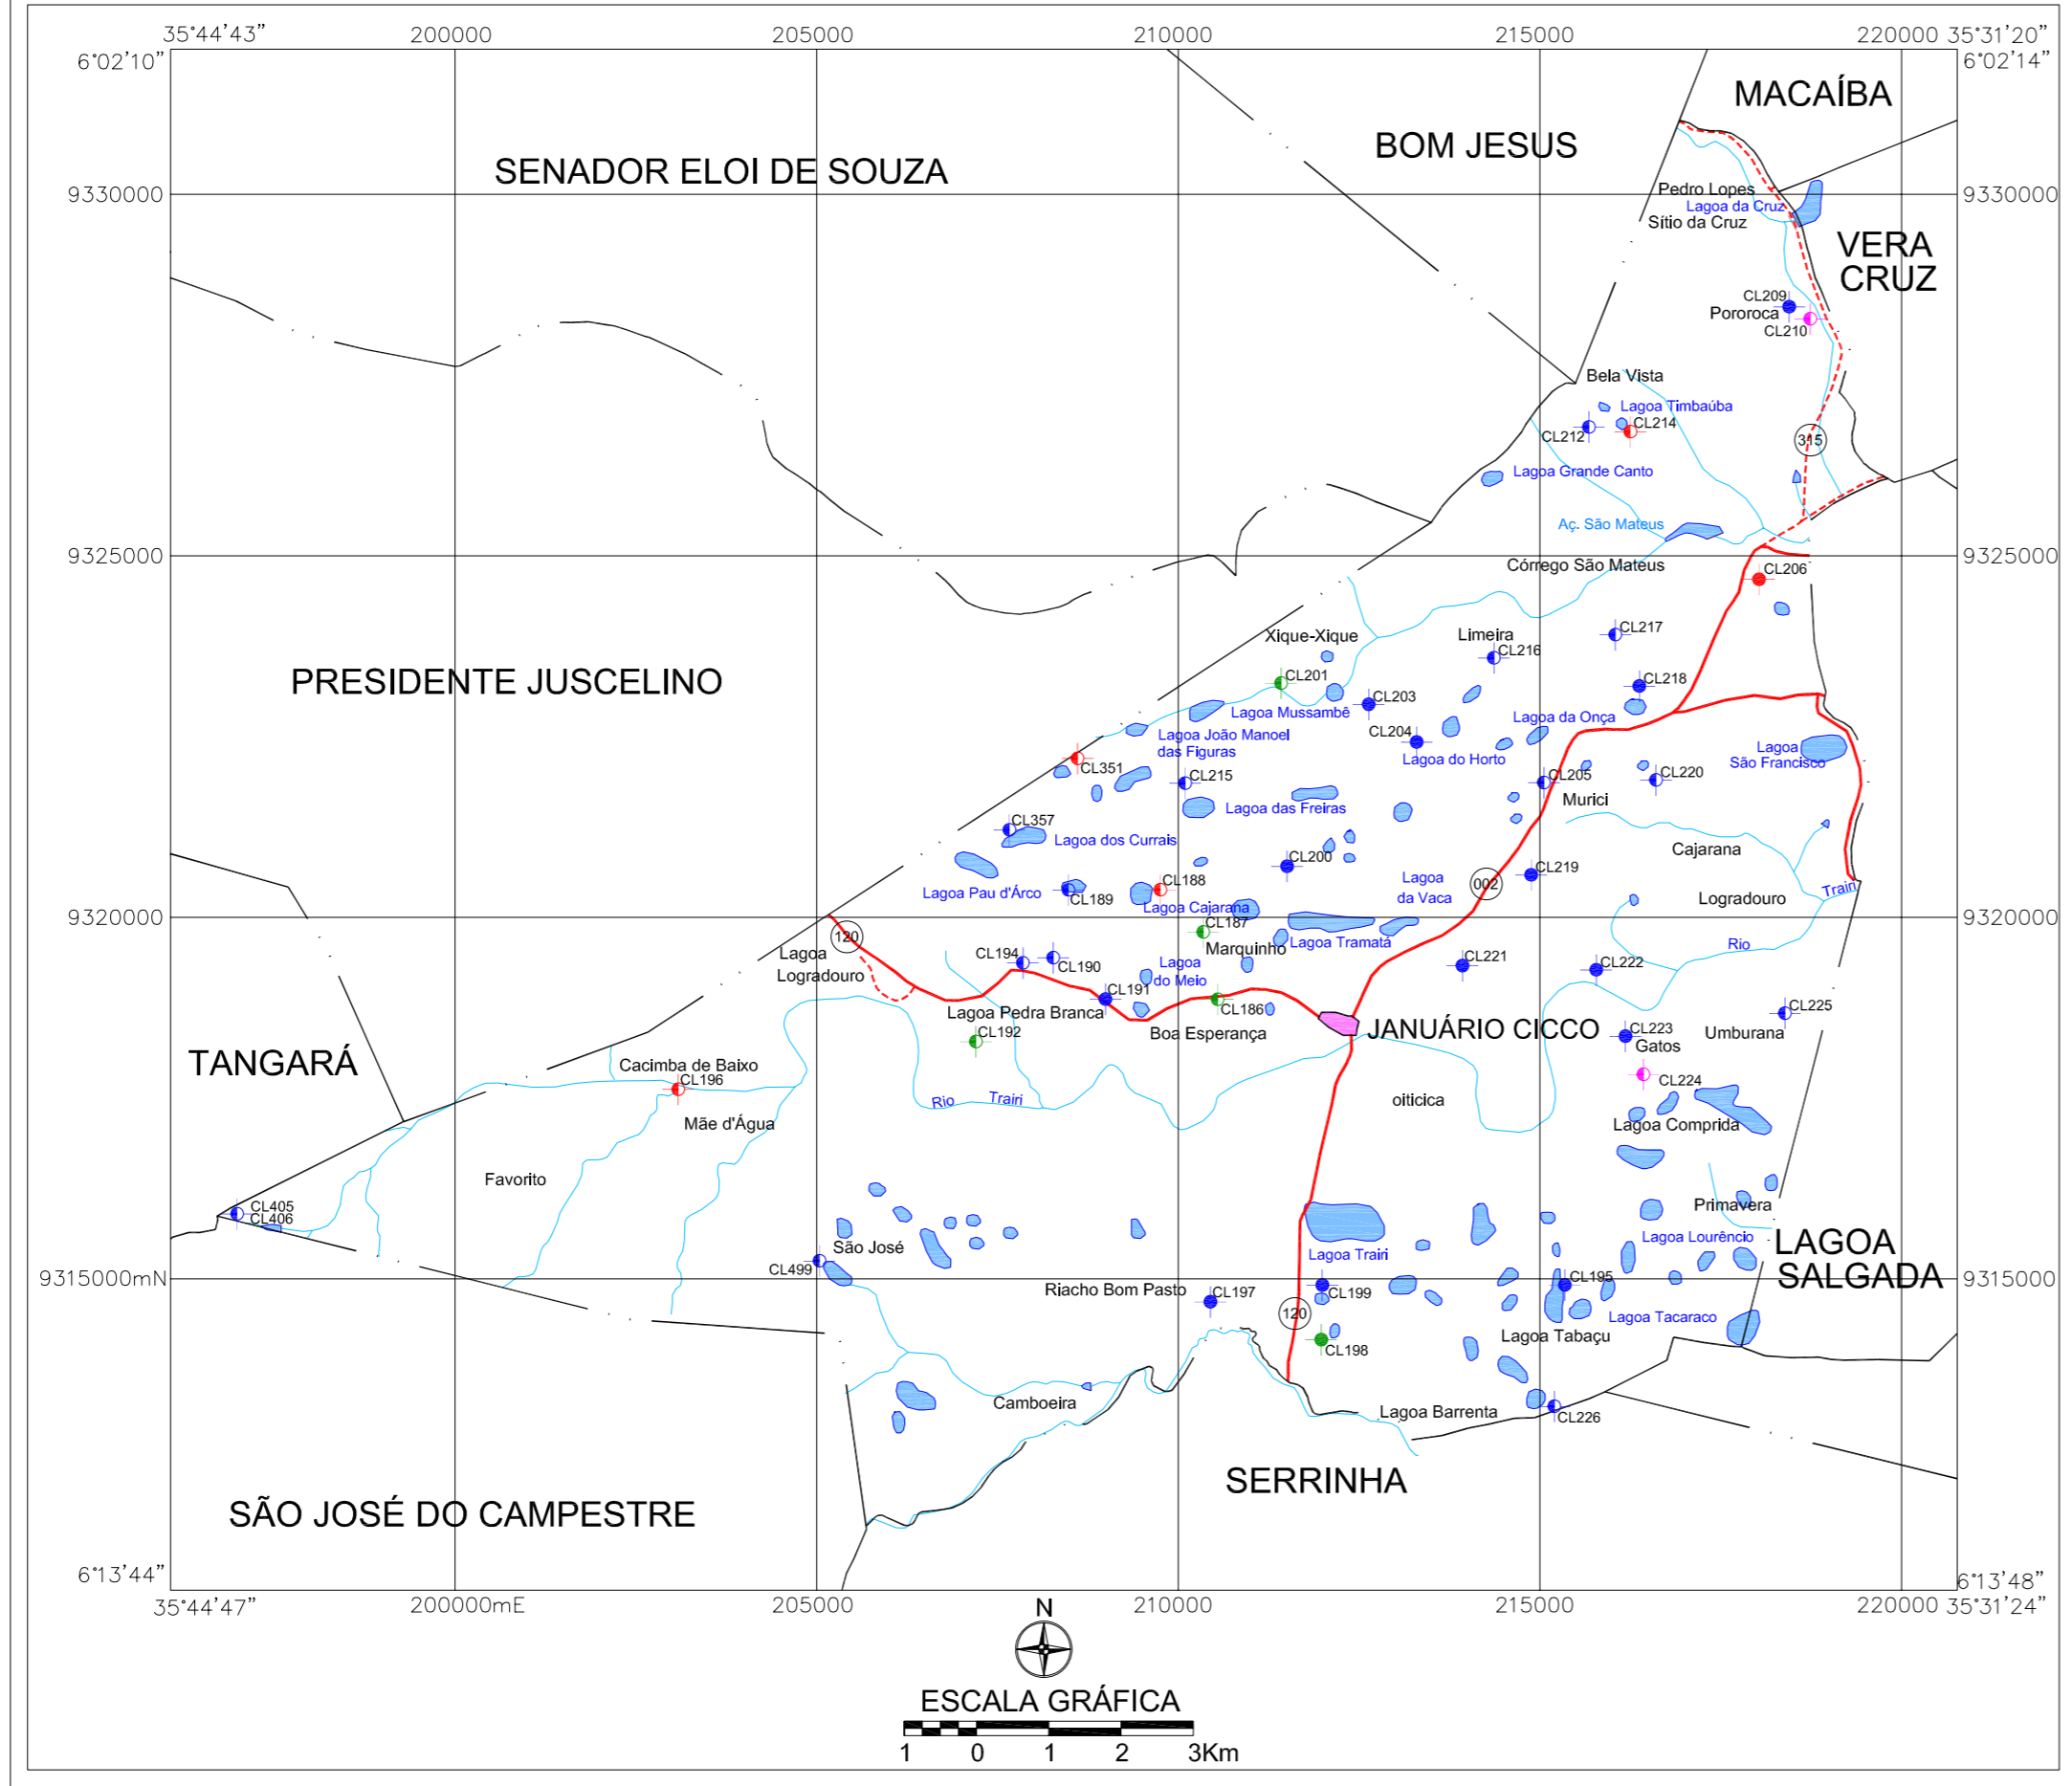 35°44'43" 200000 205000 210000 215000 220000 35°31'20"
6°02'10" 6°02'14"
MACAÍBA
BOM JESUS
SENADOR ELOI DE SOUZA
9330000 Pedro Lopes 9330000
Lagoa da Cruz
Sítio da Cruz
VERA
CRUZ
CL209
Pororoca
CL210
Bela Vista
Lagoa Timbaúba
CL214
CL212
315
Lagoa Grande Canto
Aç. São Mateus
9325000 9325000
Córrego São Mateus
CL206
Xique-Xique
Limeira
CL217
CL216
CL201
PRESIDENTE JUSCELINO
CL218
CL203
Lagoa Mussambê
Lagoa da Onça
CL204
Lagoa João Manoel
das Figuras
Lagoa do Horto
Lagoa
São Francisco
CL351
CL215
CL205
CL220
Murici
Lagoa das Freiras
CL357
Lagoa dos Currais
Cajarana
CL200
CL219
Lagoa
da Vaca
002
Lagoa Pau d'Árco
CL189
CL188
Lagoa Cajarana
Trairi
Logradouro
9320000 9320000
CL187
Marquinho
Lagoa Tramatá
Rio
120
Lagoa
Logradouro
CL194
CL190
Lagoa
do Meio
CL221
CL222
CL191
Lagoa Pedra Branca
CL186
Boa Esperança
JANUÁRIO CICCO
CL225
Umburana
CL223
Gatos
CL192
TANGARÁ
Cacimba de Baixo
CL196
CL224
Rio Trairi
oiticica
Mãe d'Água
Lagoa Comprida
Favorito
CL405
CL406
Primavera
São José
Lagoa Trairi
Lagoa Lourêncio
LAGOA
SALGADA
CL499
9315000mN 9315000
Riacho Bom Pasto
CL197
CL199
CL195
120
Lagoa Tacaraco
Lagoa Tabaçu
CL198
Camboeira
Lagoa Barrenta
CL226
SERRINHA
SÃO JOSÉ DO CAMPESTRE
6°13'44" 6°13'48"
35°44'47" 200000mE 205000 210000 215000 220000 35°31'24"
N
ESCALA GRÁFICA
1 0 1 2 3Km